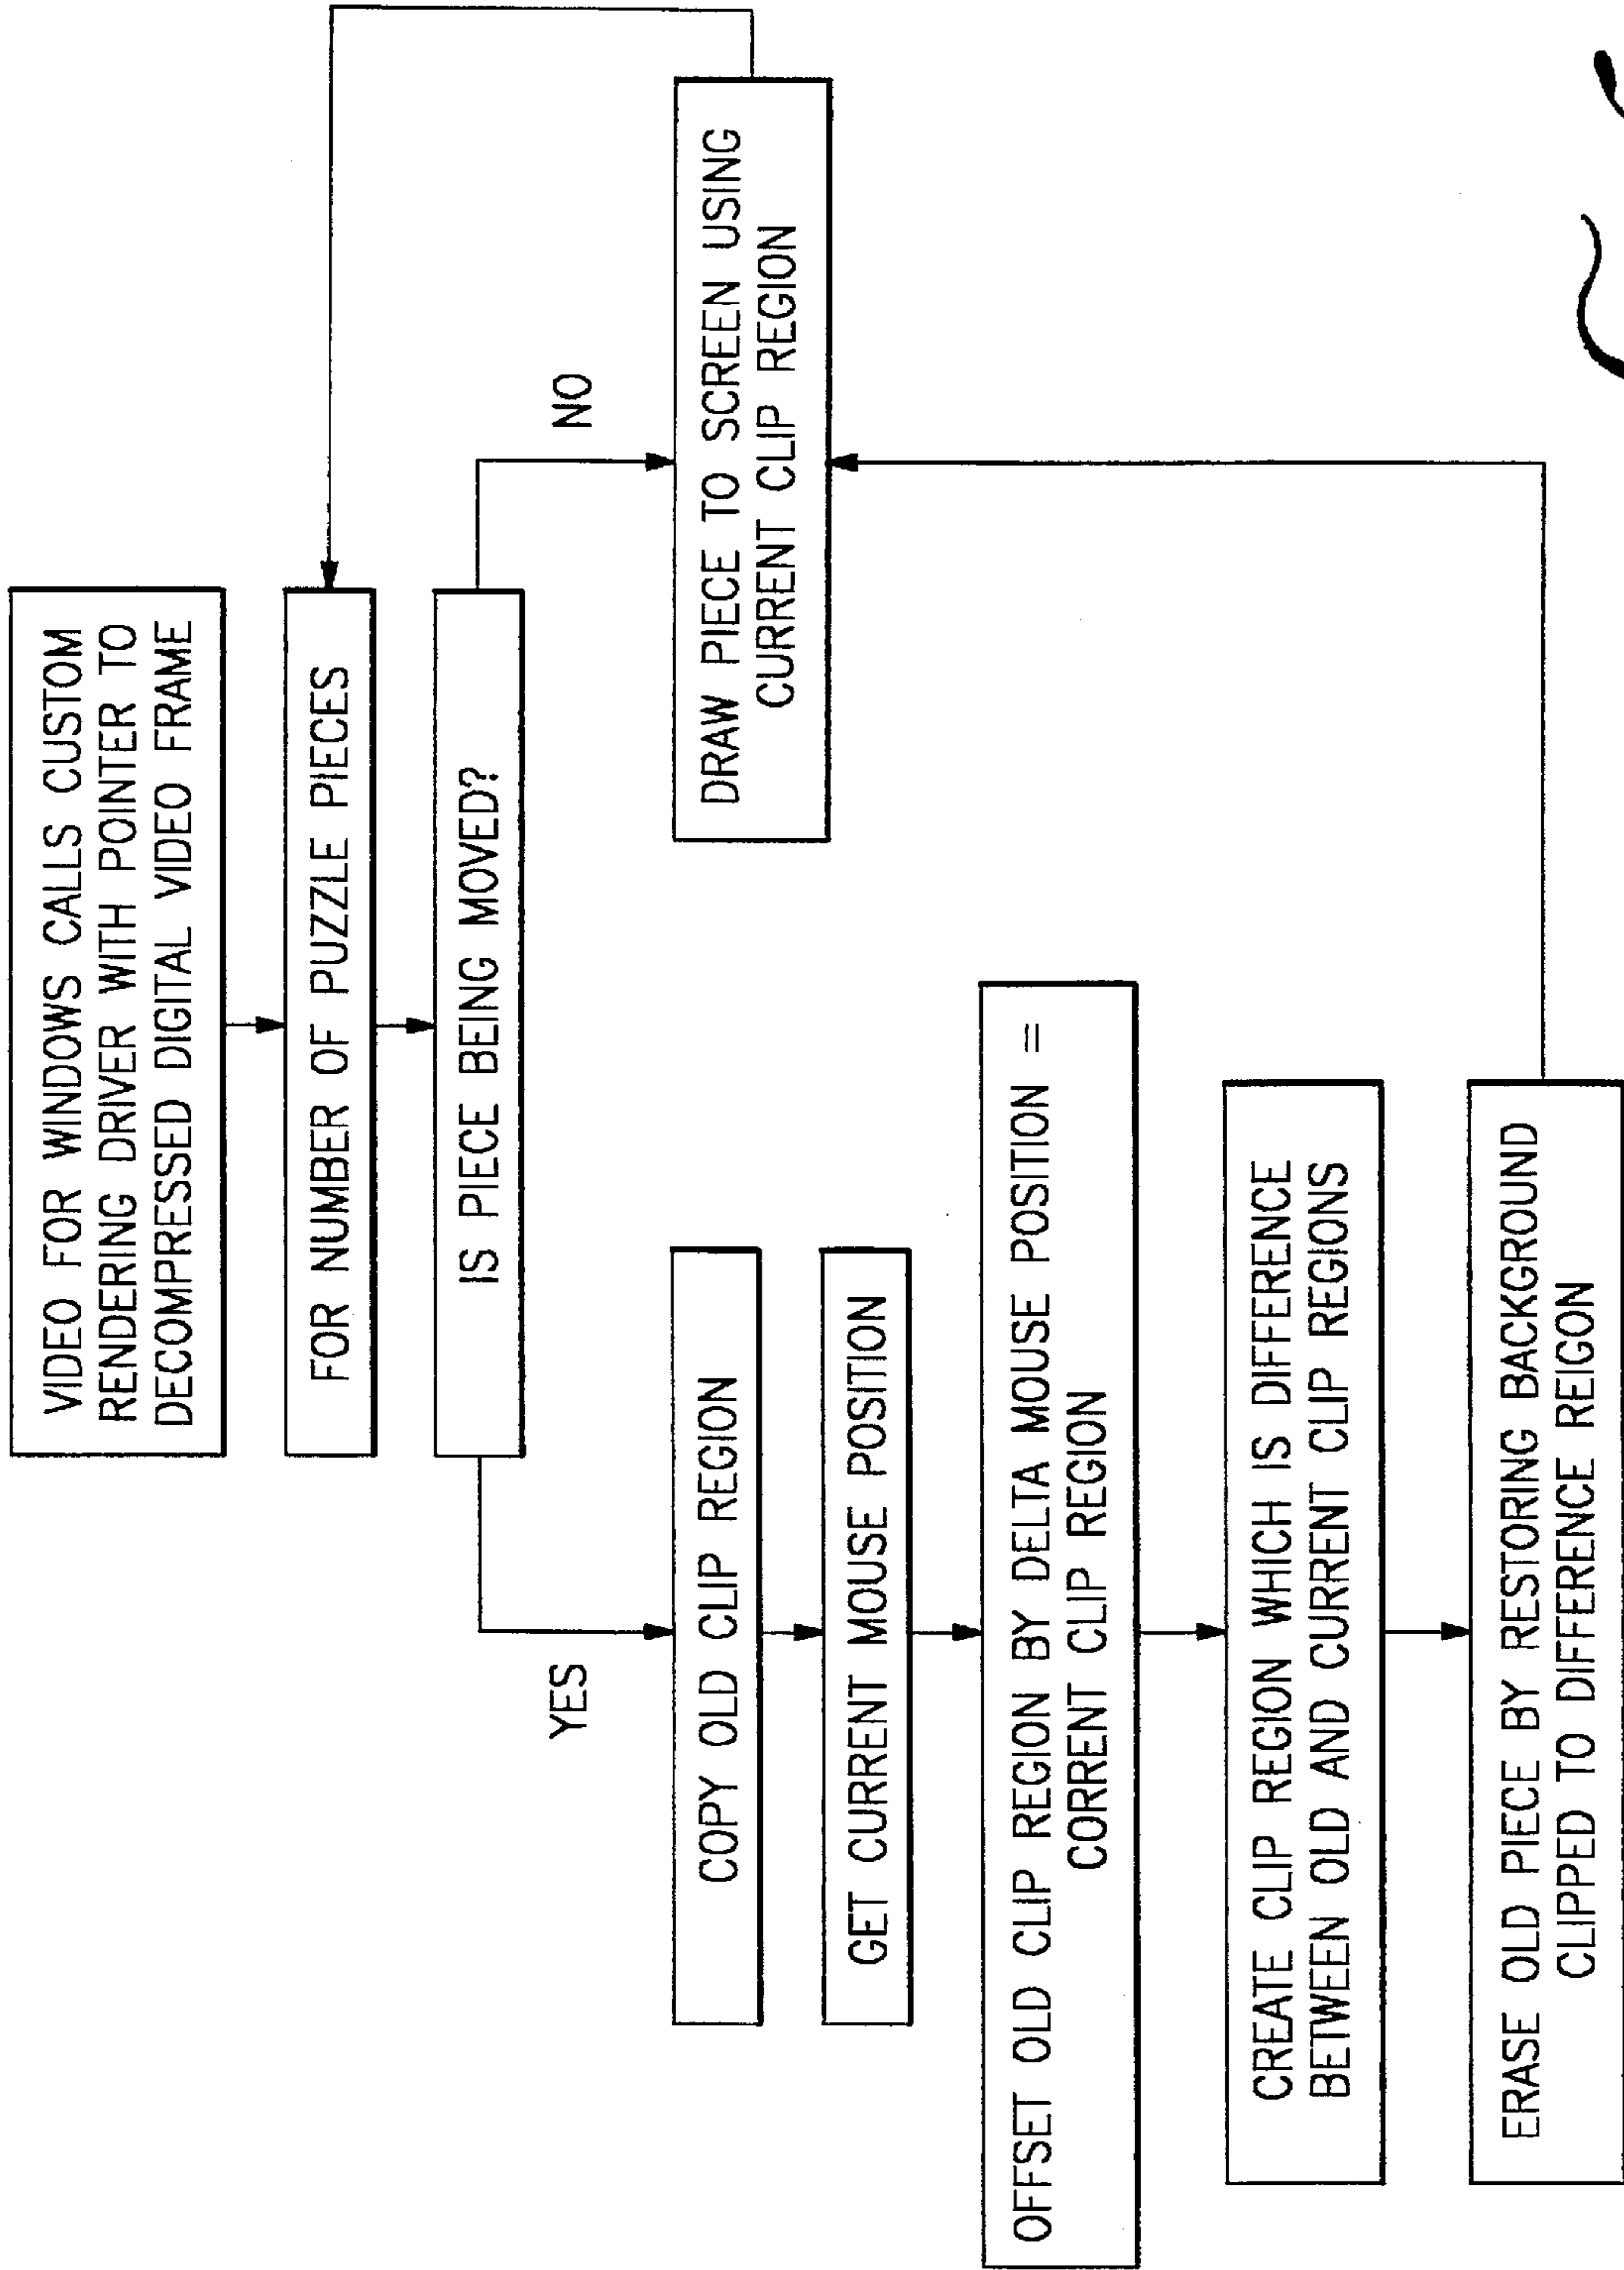 VIDEO FOR WINDOWS CALLS CUSTOM
RENDERING DRIVER WITH POINTER TO
DECOMPRESSED DIGITAL VIDEO FRAME
FOR NUMBER OF PUZZLE PIECES
IS PIECE BEING MOVED?
YES
NO
COPY OLD CLIP REGION
GET CURRENT MOUSE POSITION
OFFSET OLD CLIP REGION BY DELTA MOUSE POSITION =
CORRENT CLIP REGION
CREATE CLIP REGION WHICH IS DIFFERENCE
BETWEEN OLD AND CURRENT CLIP REGIONS
ERASE OLD PIECE BY RESTORING BACKGROUND
CLIPPED TO DIFFERENCE REIGON
DRAW PIECE TO SCREEN USING
CURRENT CLIP REGION